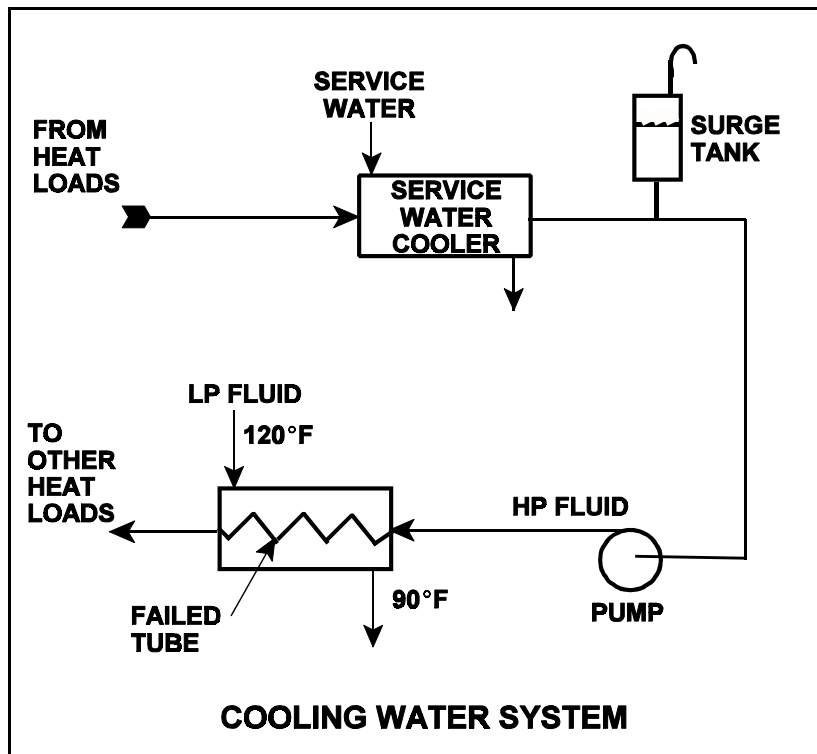 SERVICE
WATER
FROM
HEAT
LOADS
SURGE
TANK
SERVICE
WATER
COOLER
LP FLUID
120°F
TO
OTHER
HEAT
LOADS
HP FLUID
90°F
FAILED
TUBE
PUMP
COOLING WATER SYSTEM